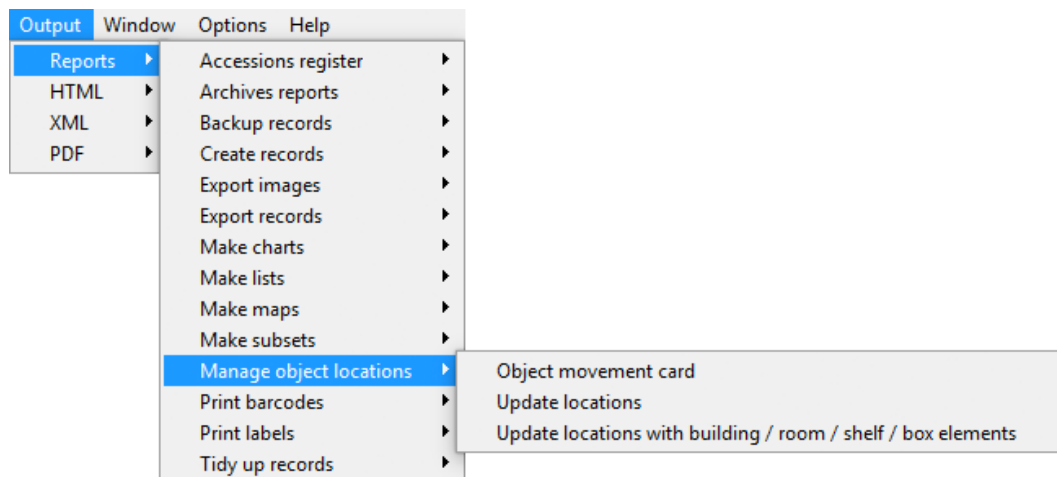 Output Window Options Help
Reports
HTML
XML
PDF
Accessions register
Archives reports
Backup records
Create records
Export images
Export records
Make charts
Make lists
Make maps
Make subsets
Manage object locations
Print barcodes
Print labels
Tidy up records
Object movement card
Update locations
Update locations with building / room / shelf / box elements